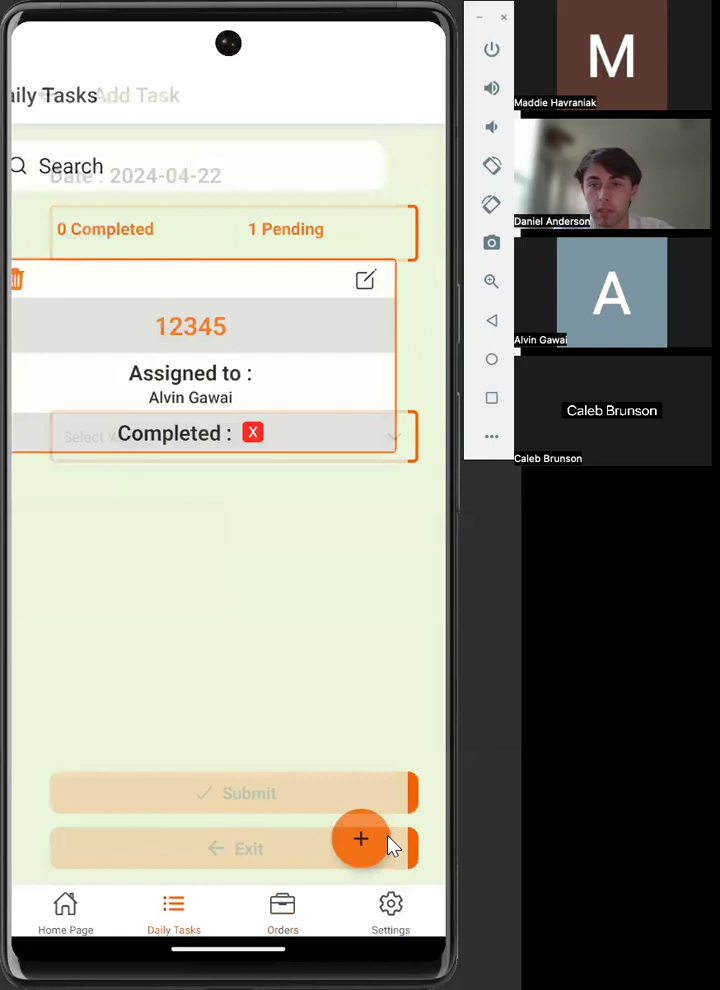 aily Tasks
Add Task
Search
Date : 2024-04-22
0 Completed
1 Pending
12345
Assigned to :
Alvin Gawai
Select
Completed : X
Submit
Exit
+
Home Page
Daily Tasks
Orders
Settings
M
Maddie Havraniak
Daniel Anderson
A
Alvin Gawai
Caleb Brunson
Caleb Brunson